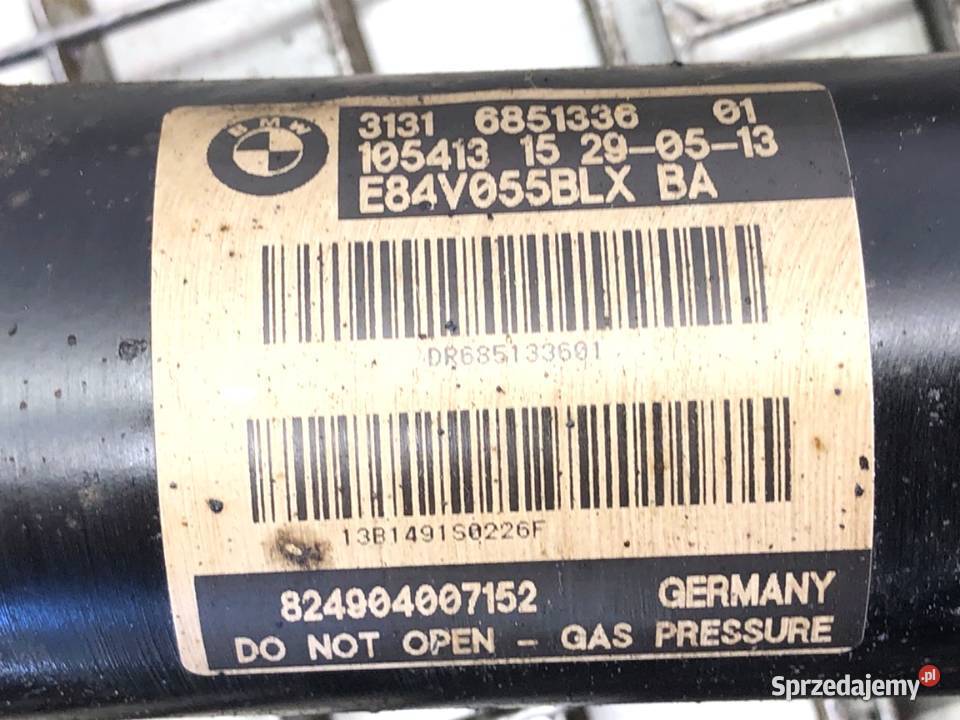 BMW
3131 6851336 01
105413 15 29-05-13
E84V055BLX BA
DR685133601
13B1491S0226F
824904007152 GERMANY
DO NOT OPEN - GAS PRESSURE
Sprzedajemy.pl